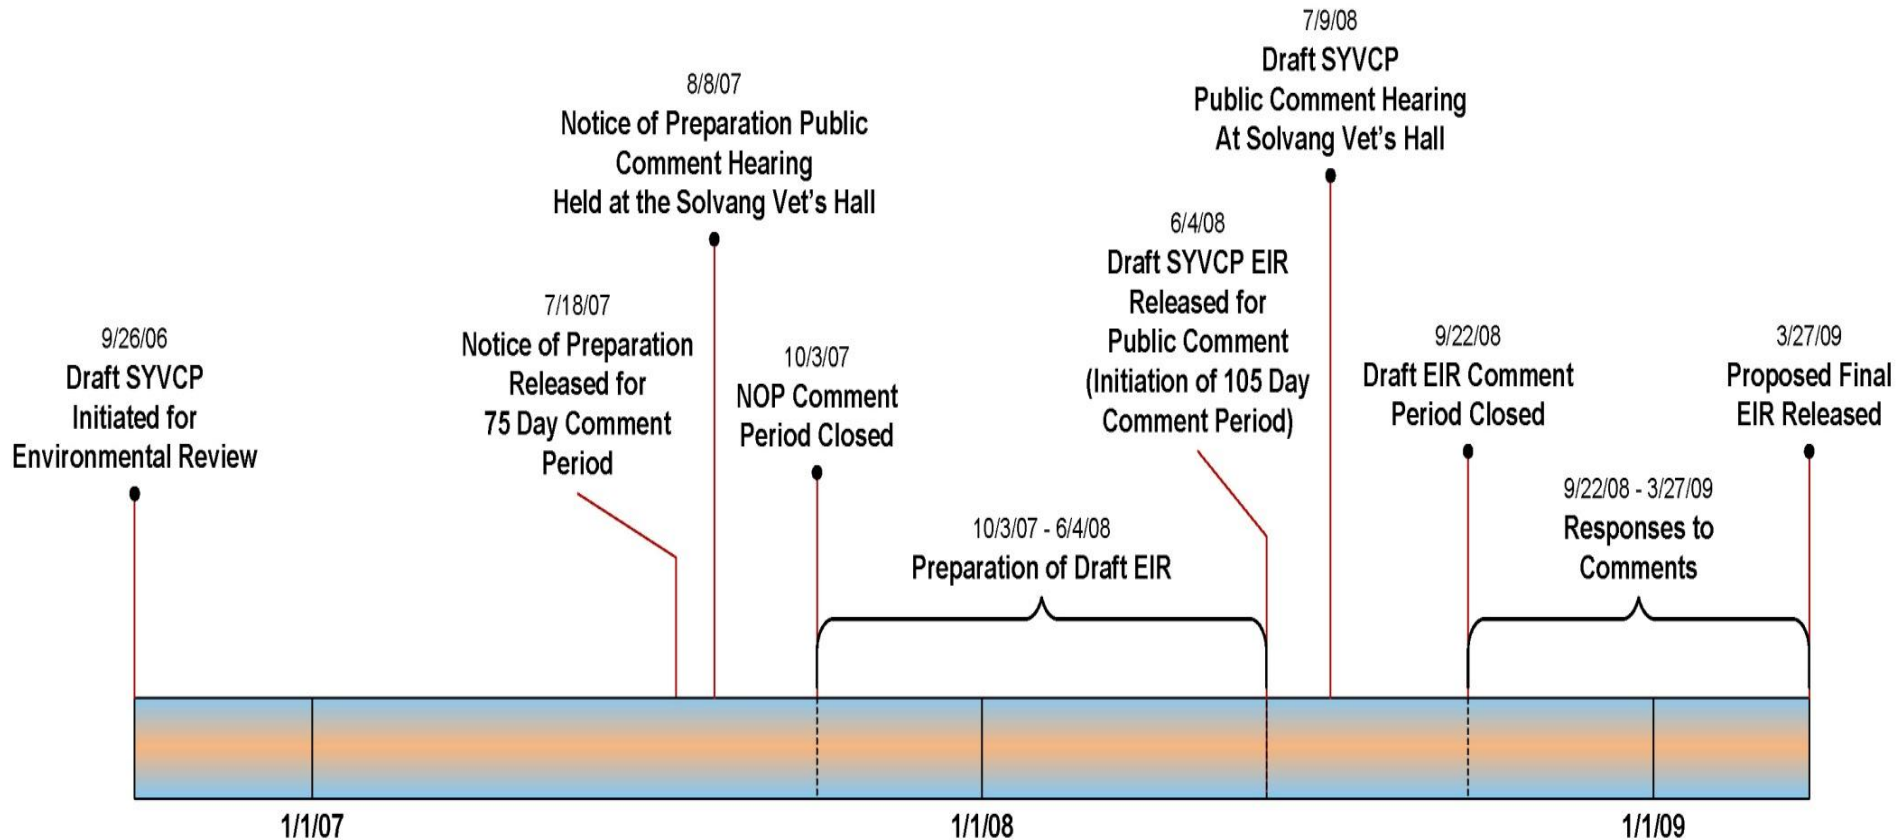 9/26/06
Draft SYVCP
Initiated for
Environmental Review
7/18/07
Notice of Preparation
Released for
75 Day Comment
Period
8/8/07
Notice of Preparation Public
Comment Hearing
Held at the Solvang Vet's Hall
10/3/07
NOP Comment
Period Closed
10/3/07 - 6/4/08
Preparation of Draft EIR
6/4/08
Draft SYVCP EIR
Released for
Public Comment
(Initiation of 105 Day
Comment Period)
7/9/08
Draft SYVCP
Public Comment Hearing
At Solvang Vet's Hall
9/22/08
Draft EIR Comment
Period Closed
9/22/08 - 3/27/09
Responses to
Comments
3/27/09
Proposed Final
EIR Released
1/1/07
1/1/08
1/1/09